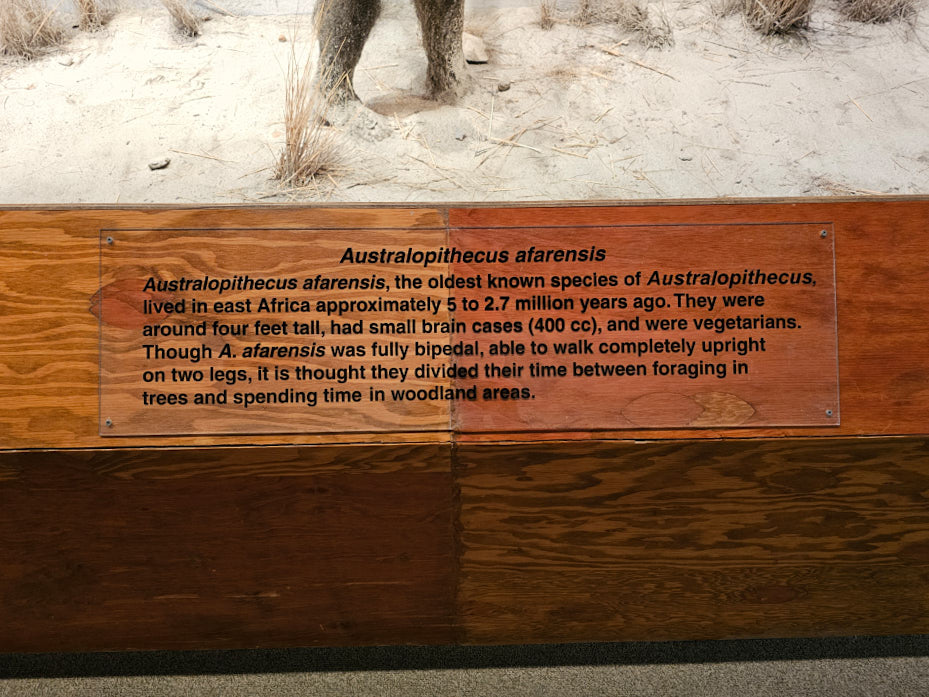 Australopithecus afarensis
Australopithecus afarensis, the oldest known species of Australopithecus,
lived in east Africa approximately 5 to 2.7 million years ago. They were
around four feet tall, had small brain cases (400 cc), and were vegetarians.
Though A. afarensis was fully bipedal, able to walk completely upright
on two legs, it is thought they divided their time between foraging in
trees and spending time in woodland areas.